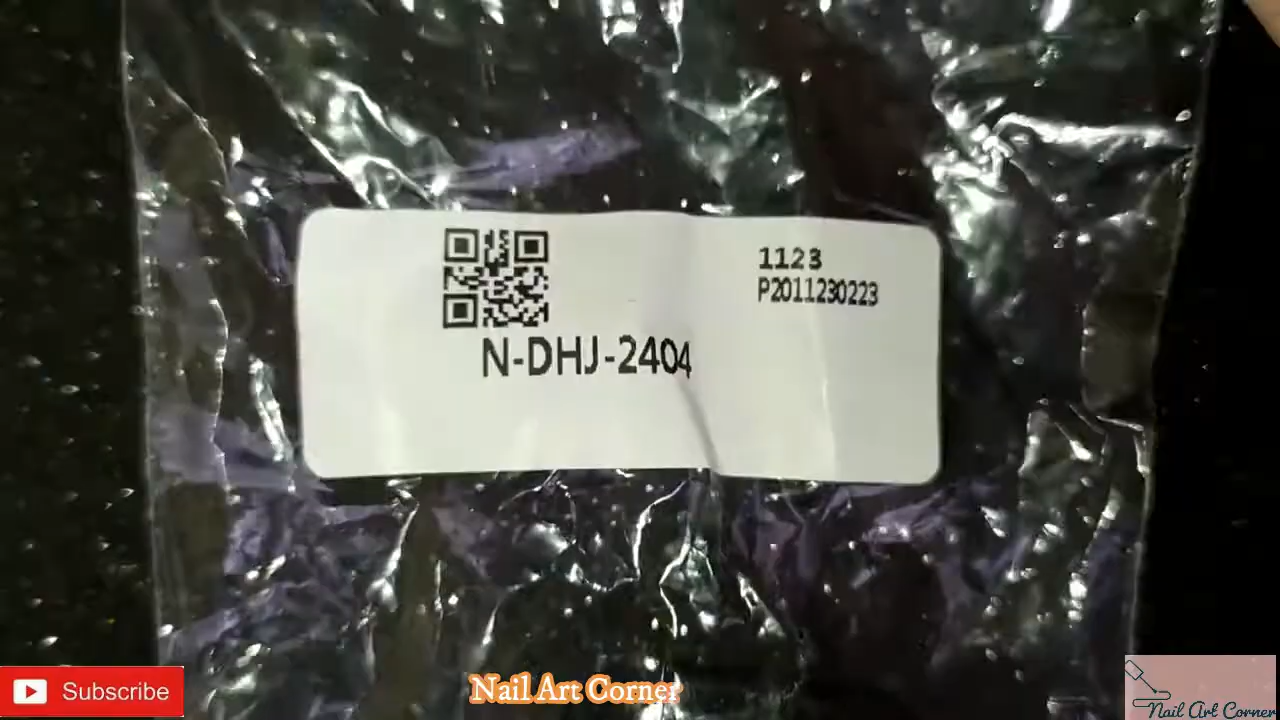 1123
P2011230223
N-DHJ-2404
Subscribe
Nail Art Corner
Nail Art Corner